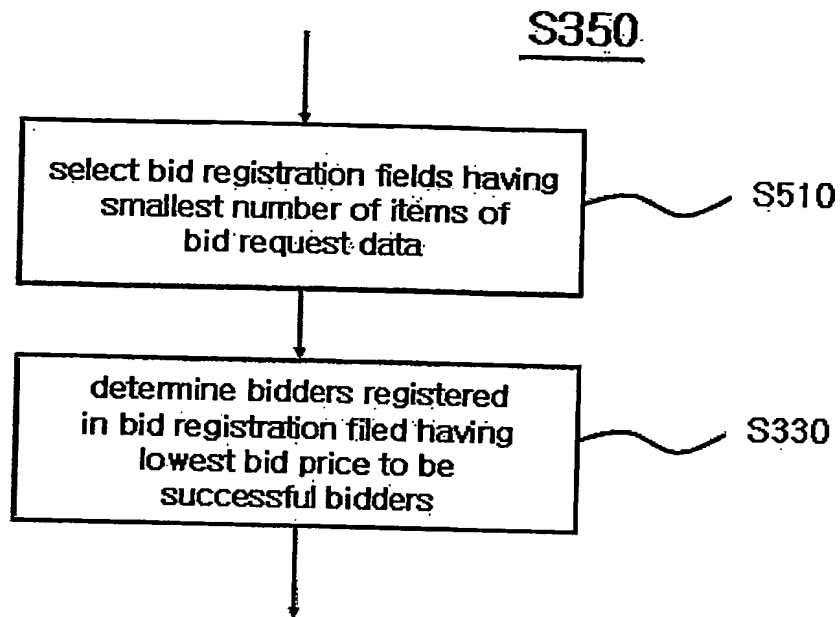 S350
select bid registration fields having
smallest number of items of
bid request data
S510
determine bidders registered
in bid registration filed having
lowest bid price to be
successful bidders
S330